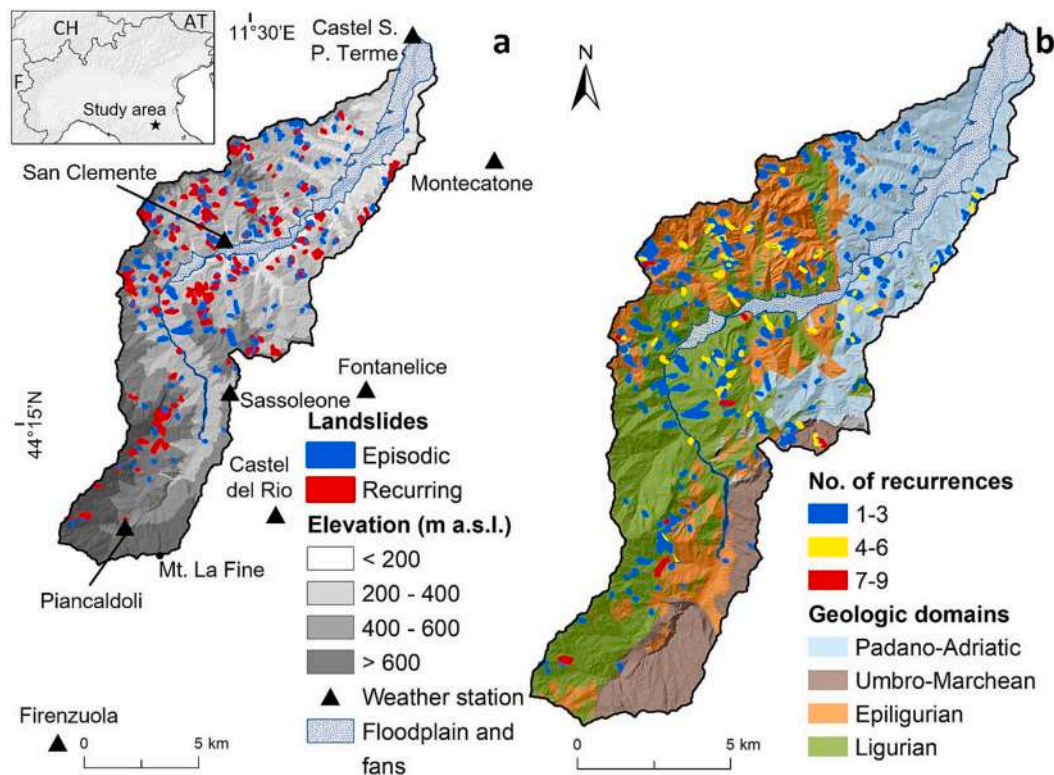 CH
AT
F
Study area
11°30'E
Castel S.
P. Terme
a
San Clemente
Montecatone
44°15'N
Fontanelice
Sassoleone
Castel
del Rio
Mt. La Fine
Piancaldoli
Firenzuola
0 5 km
Landslides
Episodic
Recurring
Elevation (m a.s.l.)
< 200
200 - 400
400 - 600
> 600
Weather station
Floodplain and
fans
b
N
No. of recurrences
1-3
4-6
7-9
Geologic domains
Padano-Adriatic
Umbro-Marchean
Epiligurian
Ligurian
0 5 km